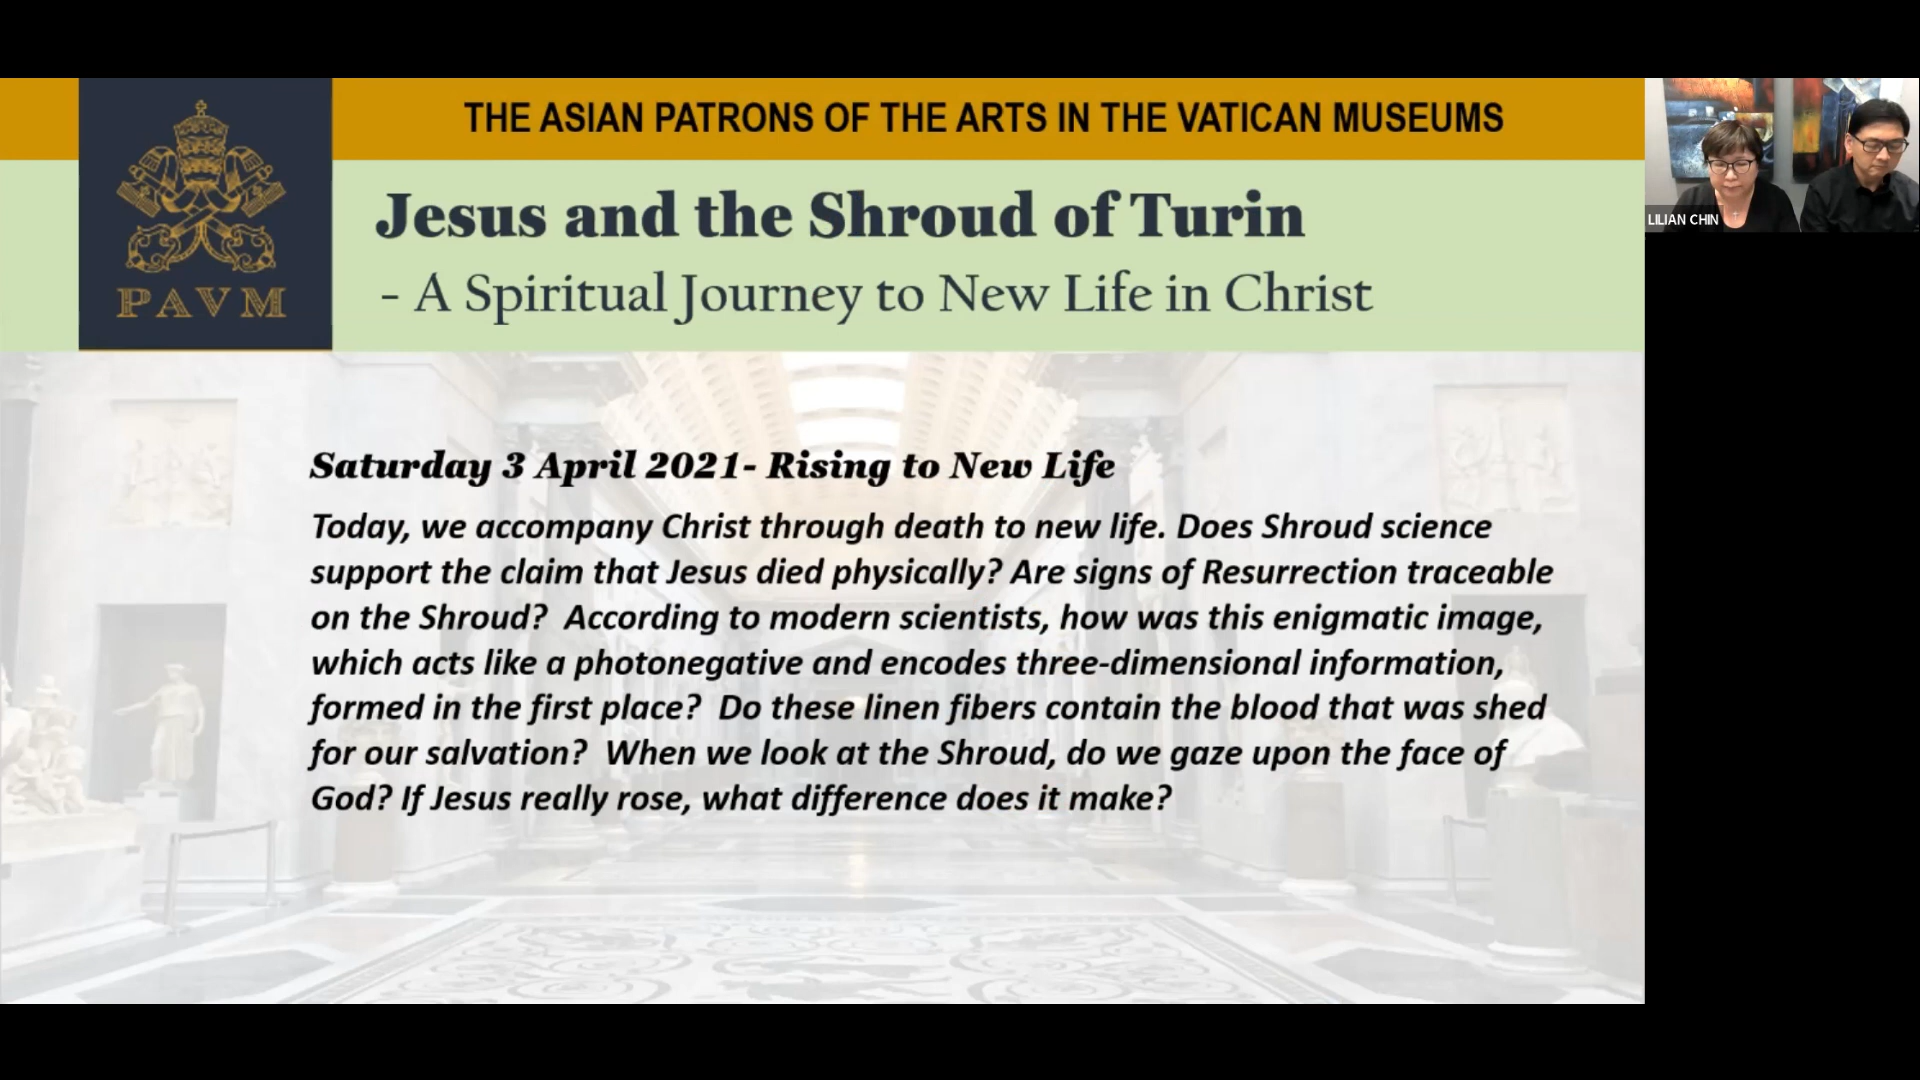 THE ASIAN PATRONS OF THE ARTS IN THE VATICAN MUSEUMS
PAVM
Jesus and the Shroud of Turin
- A Spiritual Journey to New Life in Christ
LILIAN CHIN
Saturday 3 April 2021- Rising to New Life
Today, we accompany Christ through death to new life. Does Shroud science
support the claim that Jesus died physically? Are signs of Resurrection traceable
on the Shroud?  According to modern scientists, how was this enigmatic image,
which acts like a photonegative and encodes three-dimensional information,
formed in the first place?  Do these linen fibers contain the blood that was shed
for our salvation?  When we look at the Shroud, do we gaze upon the face of
God? If Jesus really rose, what difference does it make?